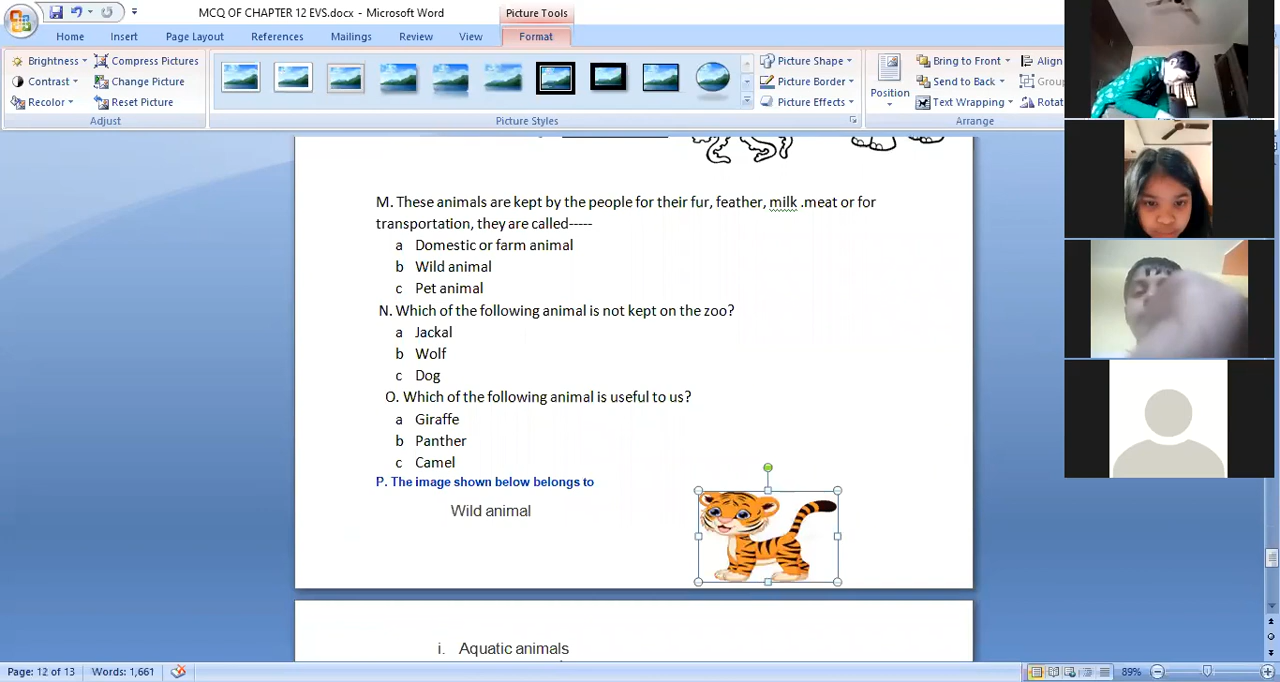 MCQ OF CHAPTER 12 EVS.docx - Microsoft Word
Picture Tools
Home Insert Page Layout References Mailings Review View Format
Brightness Compress Pictures
Contrast Change Picture
Recolor Reset Picture
Adjust
Picture Styles
Picture Shape
Picture Border
Picture Effects
Position
Bring to Front
Send to Back
Text Wrapping
Align
Group
Rotat
Arrange
M. These animals are kept by the people for their fur, feather, milk .meat or for
transportation, they are called-----
a Domestic or farm animal
b Wild animal
c Pet animal
N. Which of the following animal is not kept on the zoo?
a Jackal
b Wolf
c Dog
O. Which of the following animal is useful to us?
a Giraffe
b Panther
c Camel
P. The image shown below belongs to
Wild animal
i. Aquatic animals
Page: 12 of 13 Words: 1,661 89%